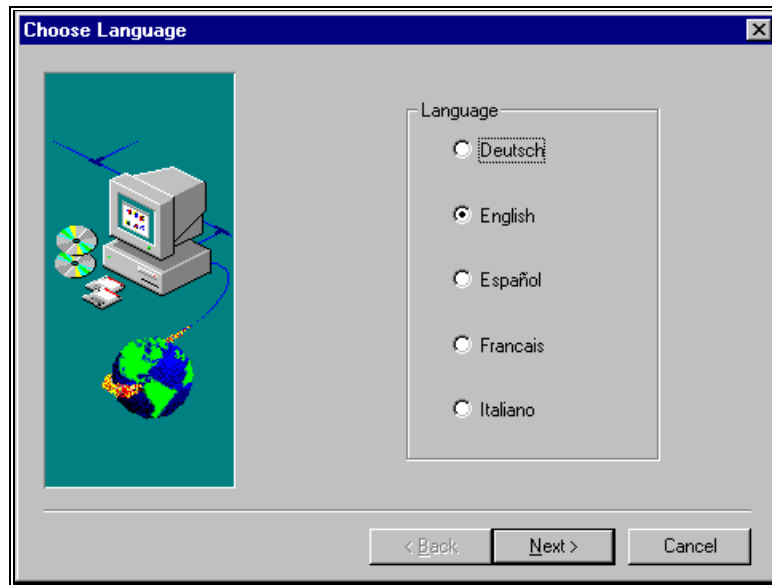 Choose Language
Language
Deutsch
English
Español
Francais
Italiano
< Back
Next >
Cancel